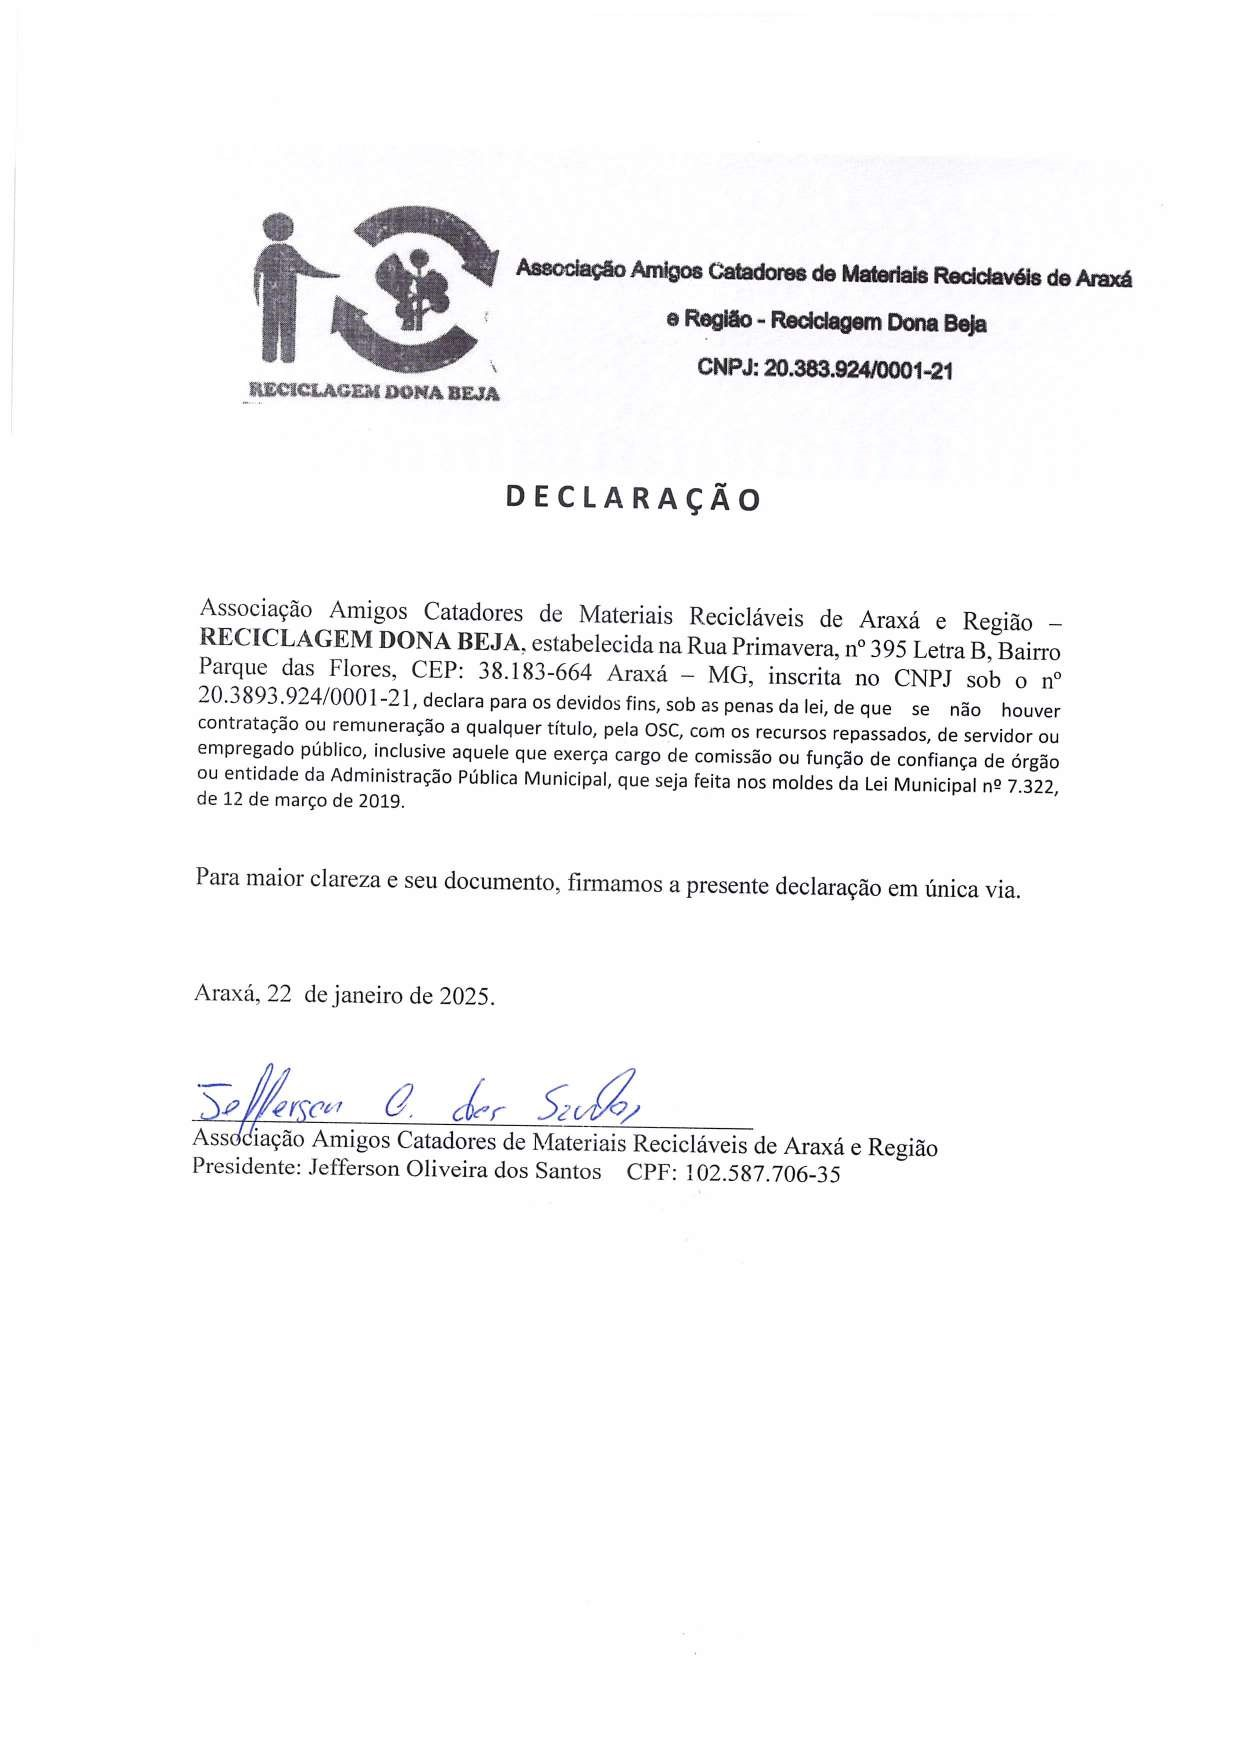 Associação Amigos Catadores de Materiais Reciclavéis de Araxá
e Região - Reciclagem Dona Beja
CNPJ: 20.383.924/0001-21
RECICLAGEM DONA BEJA
DECLARAÇÃO
Associação Amigos Catadores de Materiais Recicláveis de Araxá e Região –
RECICLAGEM DONA BEJA, estabelecida na Rua Primavera, nº 395 Letra B, Bairro
Parque das Flores, CEP: 38.183-664 Araxá – MG, inscrita no CNPJ sob o nº
20.3893.924/0001-21, declara para os devidos fins, sob as penas da lei, de que se não houver
contratação ou remuneração a qualquer título, pela OSC, com os recursos repassados, de servidor ou
empregado público, inclusive aquele que exerça cargo de comissão ou função de confiança de órgão
ou entidade da Administração Pública Municipal, que seja feita nos moldes da Lei Municipal nº 7.322,
de 12 de março de 2019.
Para maior clareza e seu documento, firmamos a presente declaração em única via.
Araxá, 22 de janeiro de 2025.
Jefferson O. dos Santos
Associação Amigos Catadores de Materiais Recicláveis de Araxá e Região
Presidente: Jefferson Oliveira dos Santos CPF: 102.587.706-35